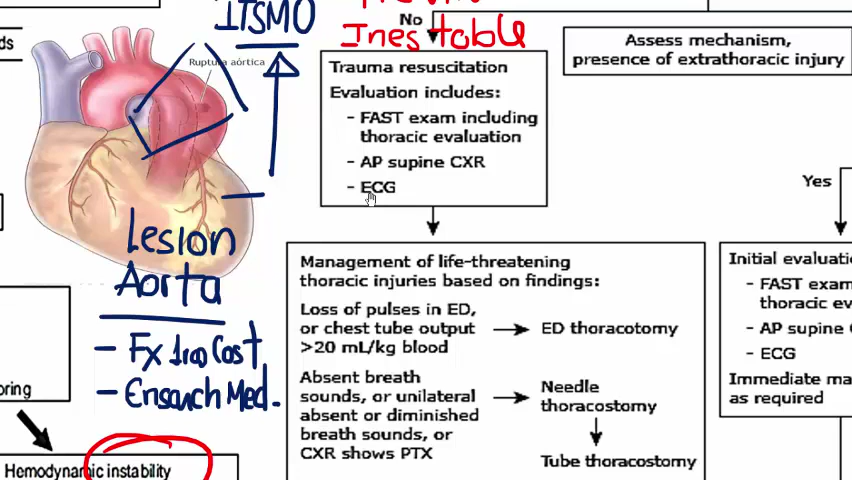 ITSMO
Inestable
No
Assess mechanism,
presence of extrathoracic injury
Ruptura aórtica
Trauma resuscitation
Evaluation includes:
- FAST exam including
thoracic evaluation
- AP supine CXR
- ECG
Yes
Lesion
Aorta
- Fx 1ra Cost
- Ensanch Med.
Management of life-threatening
thoracic injuries based on findings:
Loss of pulses in ED,
or chest tube output
>20 mL/kg blood
ED thoracotomy
Absent breath
sounds, or unilateral
absent or diminished
breath sounds, or
CXR shows PTX
Needle
thoracostomy
Tube thoracostomy
Initial evaluatio
- FAST exam
thoracic ev
- AP supine C
- ECG
Immediate ma
as required
oring
Hemodynamic instability